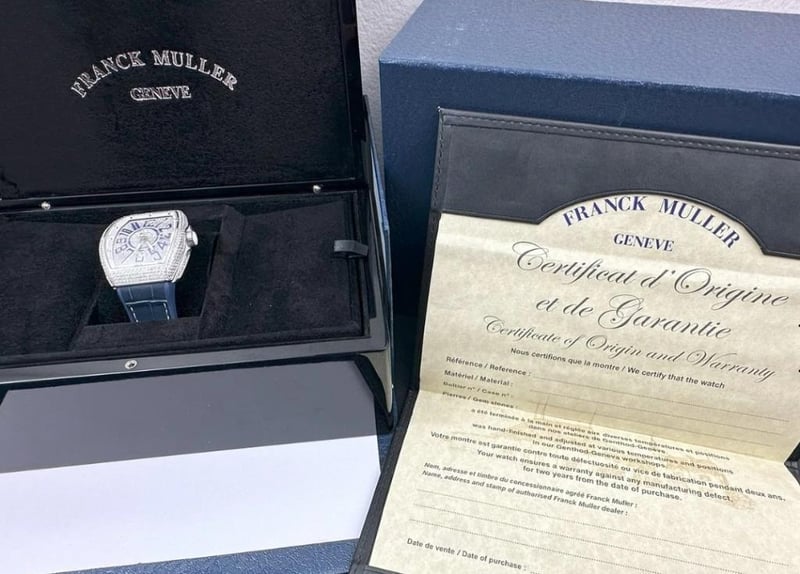 FRANCK MULLER
GENEVE
FRANCK MULLER
GENEVE
Certificat d'Origine
et de Garantie
Certificate of Origin and Warranty
Nous certifions que la montre / We certify that the watch
Référence / Reference :
Matériel / Material :
Boîtier n° / Case n° :
Pierres / Gem stones :
a été terminée à la main et réglée aux diverses températures et positions
dans nos ateliers de Genthod-Genève.
was hand-finished and adjusted at various temperatures and positions
in our Genthod-Geneva workshops.
Votre montre est garantie contre toute défectuosité ou vice de fabrication pendant deux ans.
Your watch ensures a warranty against any manufacturing defect,
for two years from the date of purchase.
Nom, adresse et timbre du concessionnaire agréé Franck Muller :
Name, address and stamp of authorised Franck Muller dealer :
Date de vente / Date of purchase :